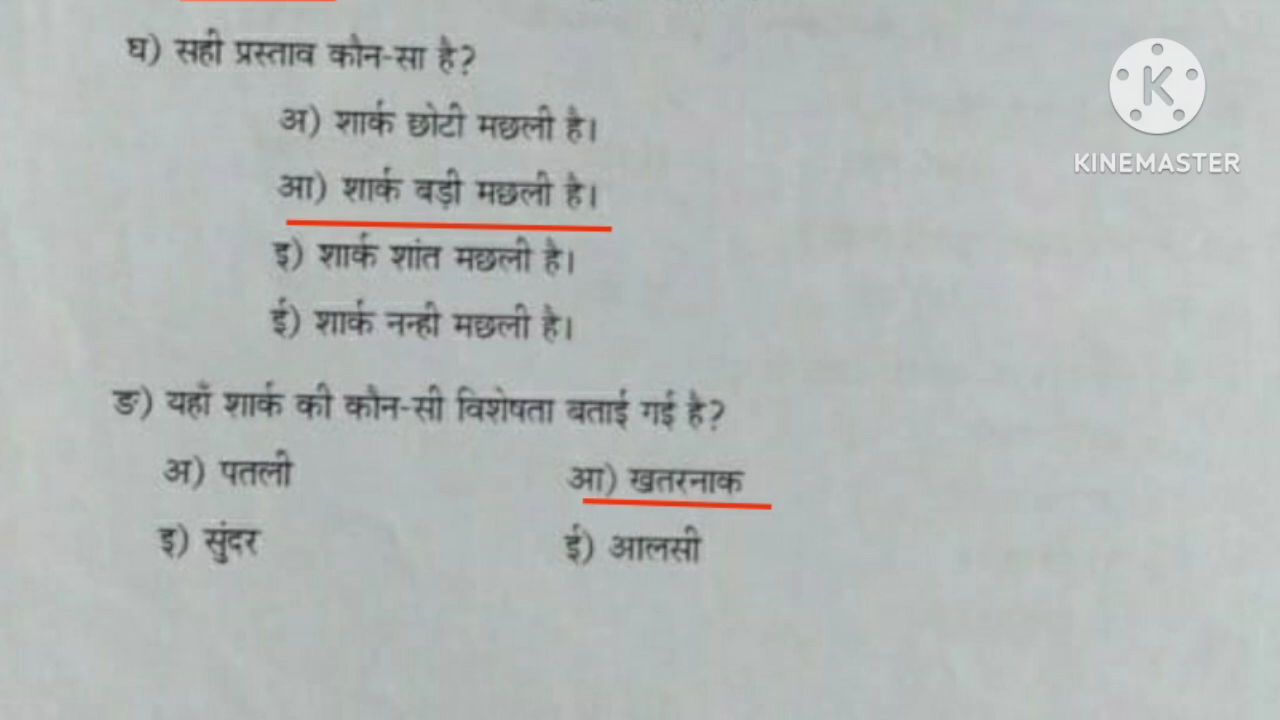 घ) सही प्रस्ताव कौन-सा है?
अ) शार्क छोटी मछली है।
आ) शार्क बड़ी मछली है।
इ) शार्क शांत मछली है।
ई) शार्क नन्ही मछली है।
ङ) यहाँ शार्क की कौन-सी विशेषता बताई गई है?
अ) पतली आ) खतरनाक
इ) सुंदर ई) आलसी
K
KINEMASTER